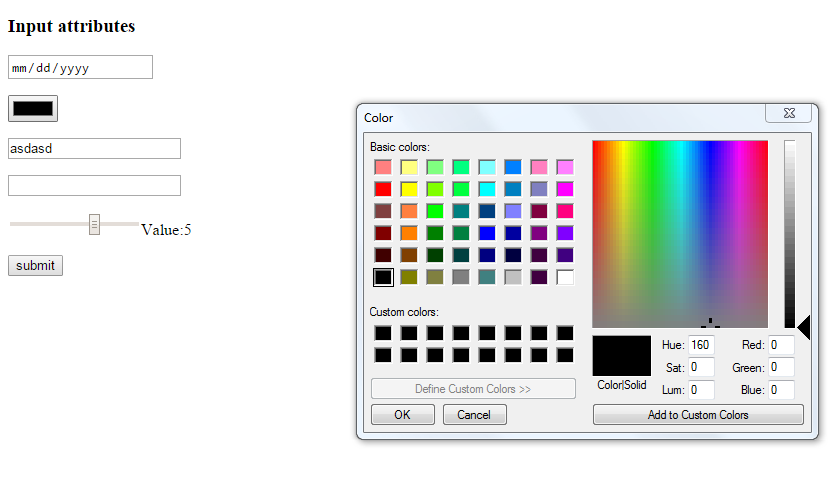 Input attributes
mm/dd/yyyy
asdasd
Value:5
submit
Color
Basic colors:
Custom colors:
Define Custom Colors >>
OK Cancel
Color|Solid
Hue: 160 Red: 0
Sat: 0 Green: 0
Lum: 0 Blue: 0
Add to Custom Colors